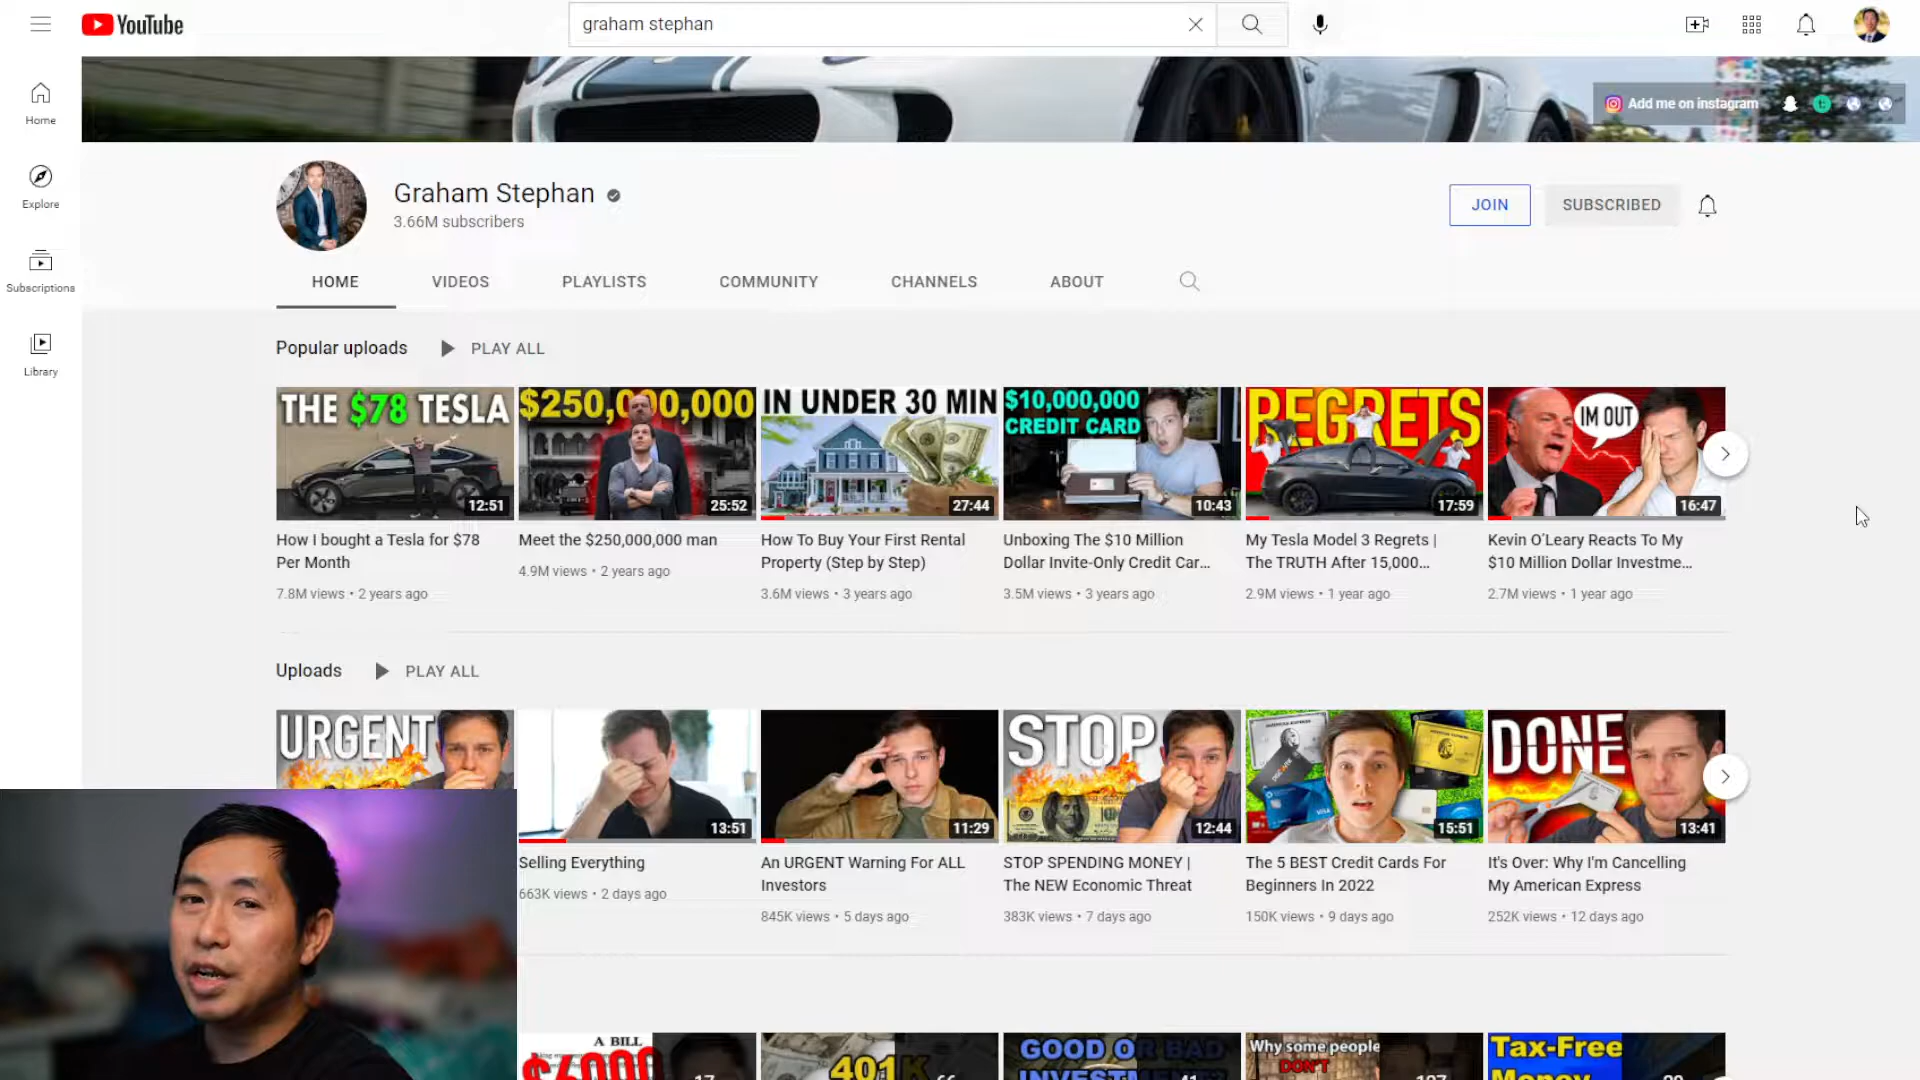 YouTube
graham stephan
Home
Explore
Subscriptions
Library
Add me on instagram
Graham Stephan
3.66M subscribers
JOIN
SUBSCRIBED
HOME
VIDEOS
PLAYLISTS
COMMUNITY
CHANNELS
ABOUT
Popular uploads
PLAY ALL
THE $78 TESLA
12:51
$250,000,000
25:52
IN UNDER 30 MIN
27:44
$10,000,000
CREDIT CARD
10:43
REGRETS
17:59
IM OUT
16:47
How I bought a Tesla for $78
Per Month
7.8M views • 2 years ago
Meet the $250,000,000 man
4.9M views • 2 years ago
How To Buy Your First Rental
Property (Step by Step)
3.6M views • 3 years ago
Unboxing The $10 Million
Dollar Invite-Only Credit Car...
3.5M views • 3 years ago
My Tesla Model 3 Regrets |
The TRUTH After 15,000...
2.9M views • 1 year ago
Kevin O'Leary Reacts To My
$10 Million Dollar Investme...
2.7M views • 1 year ago
Uploads
PLAY ALL
URGENT
13:51
11:29
STOP
12:44
15:51
DONE
13:41
Selling Everything
663K views • 2 days ago
An URGENT Warning For ALL
Investors
845K views • 5 days ago
STOP SPENDING MONEY |
The NEW Economic Threat
383K views • 7 days ago
The 5 BEST Credit Cards For
Beginners In 2022
150K views • 9 days ago
It's Over: Why I'm Cancelling
My American Express
252K views • 12 days ago
A BILL
$6000
401K
GOOD OR BAD
Why some people
DON'T
Tax-Free
Money